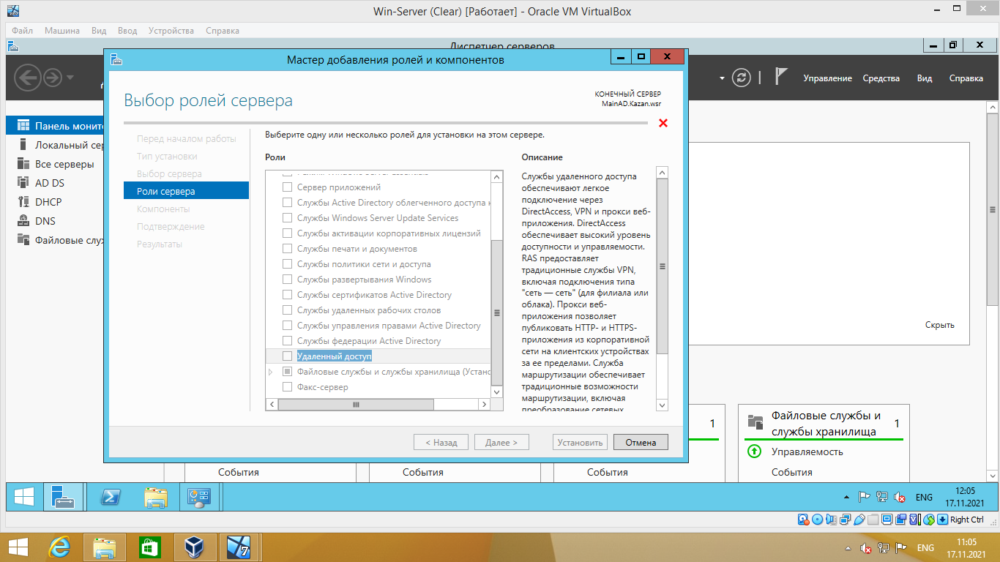 Win-Server (Clear) [Работает] - Oracle VM VirtualBox
Файл Машина Вид Ввод Устройства Справка
Диспетчер серверов
Мастер добавления ролей и компонентов
Управление Средства Вид Справка
Выбор ролей сервера
КОНЕЧНЫЙ СЕРВЕР
MainAD.Kazan.wsr
Панель
Локальный
Все серверы
AD DS
DHCP
DNS
Файловые
Перед началом работы
Тип установки
Выбор сервера
Роли сервера
Компоненты
Подтверждение
Результаты
Выберите одну или несколько ролей для установки на этом сервере.
Роли
Сервер приложений
Службы Active Directory облегченного доступа к
Службы Windows Server Update Services
Службы активации корпоративных лицензий
Службы печати и документов
Службы политики сети и доступа
Службы развертывания Windows
Службы сертификатов Active Directory
Службы удаленных рабочих столов
Службы управления правами Active Directory
Службы федерации Active Directory
Удаленный доступ
Файловые службы и службы хранилища (Устано
Факс-сервер
Описание
Службы удаленного доступа
обеспечивают легкое
подключение через
DirectAccess, VPN и прокси веб-
приложения. DirectAccess
обеспечивает высокий уровень
доступности и управляемости.
RAS предоставляет
традиционные службы VPN,
включая подключения типа
"сеть — сеть" (для филиала или
облака). Прокси веб-
приложения позволяет
публиковать HTTP- и HTTPS-
приложения из корпоративной
сети на клиентских устройствах
за ее пределами. Служба
маршрутизации обеспечивает
традиционные возможности
маршрутизации, включая
преобразование сетевых
< Назад Далее > Установить Отмена
Скрыть
1
Файловые службы и
службы хранилища
1
Управляемость
События События События События
ENG
12:05
17.11.2021
Right Ctrl
ENG
11:05
17.11.2021